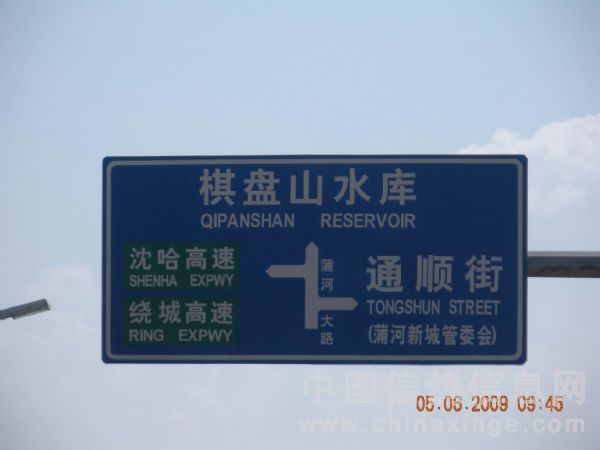 棋盘山水库
QIPANSHAN RESERVOIR
沈哈高速
SHENHA EXPWY
绕城高速
RING EXPWY
蒲河大路
通顺街
TONGSHUN STREET
(蒲河新城管委会)
中国信鸽信息网
www.chinaxinge.com
05.06.2009 09:45